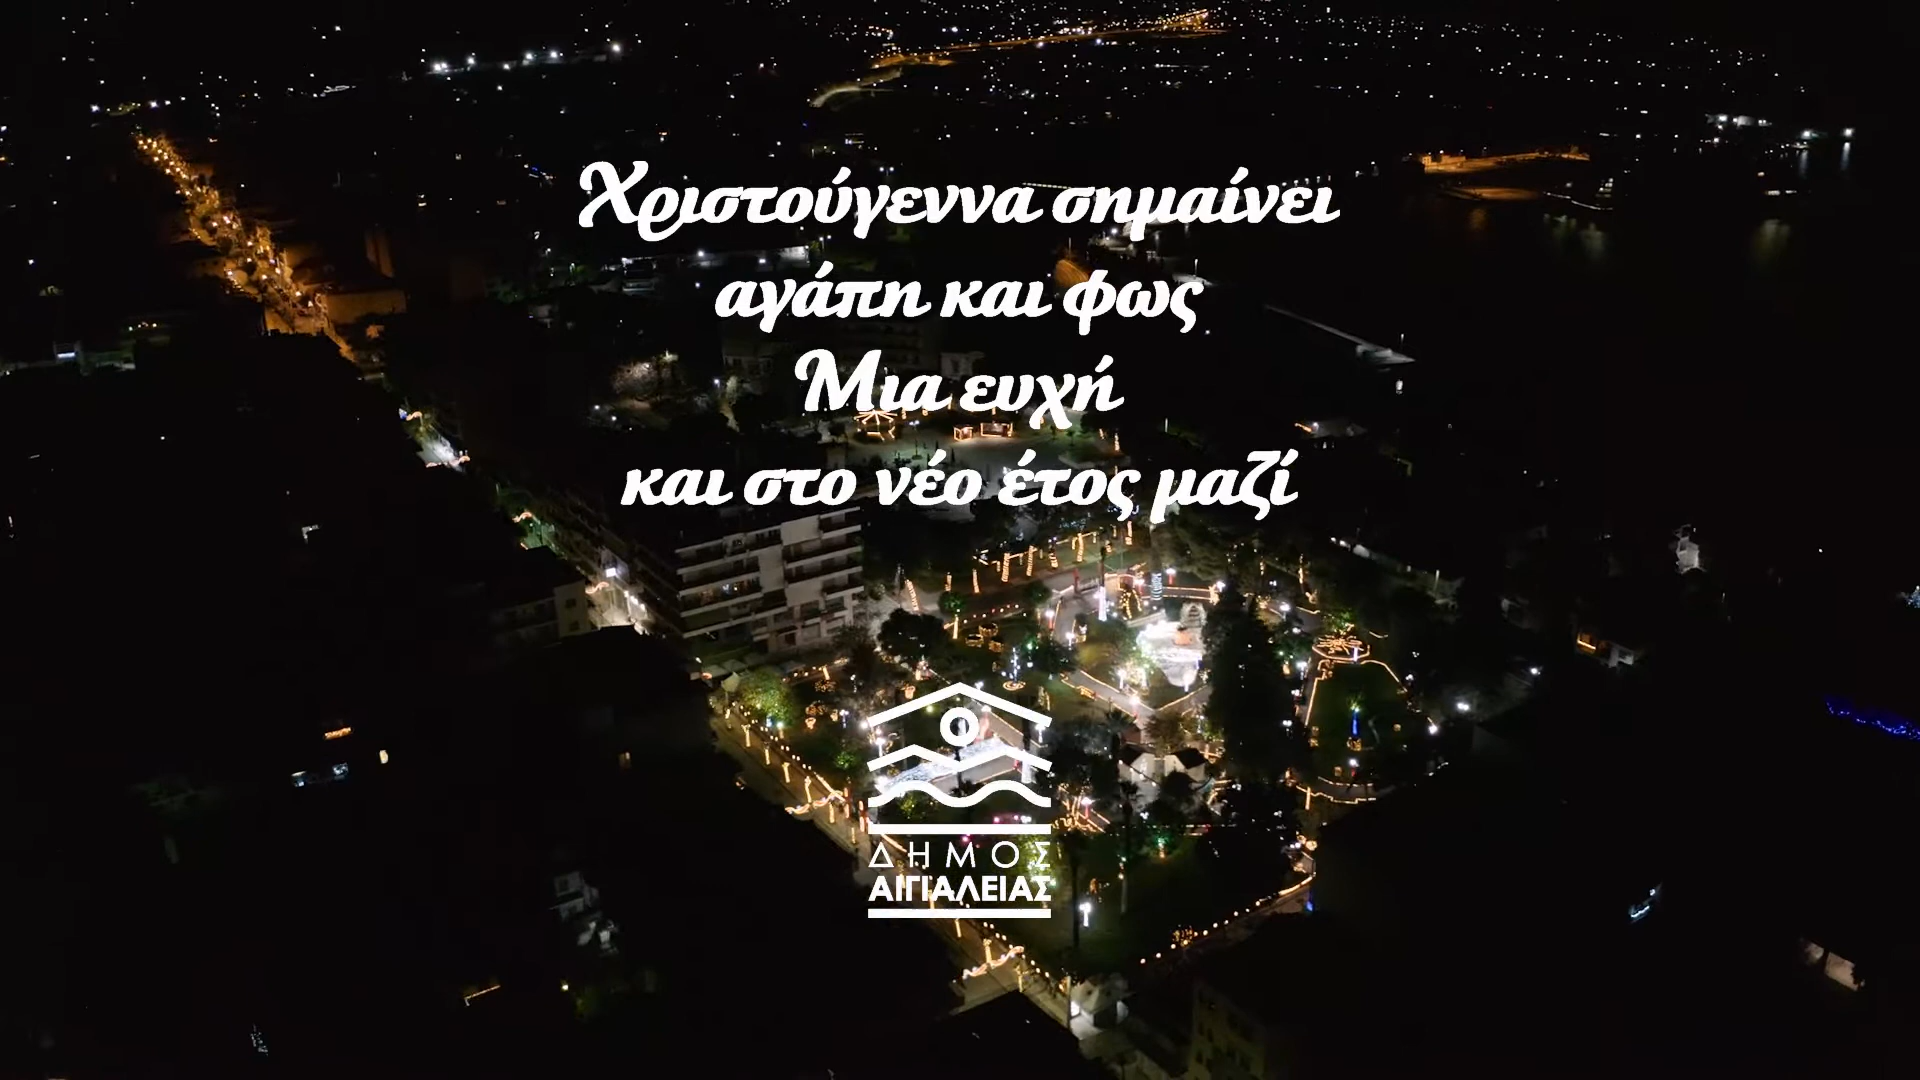 Χριστούγεννα σημαίνει
αγάπη και φως
Μια ευχή
και στο νέο έτος μαζί
ΔΗΜΟΣ
ΑΙΓΙΑΛΕΙΑΣ